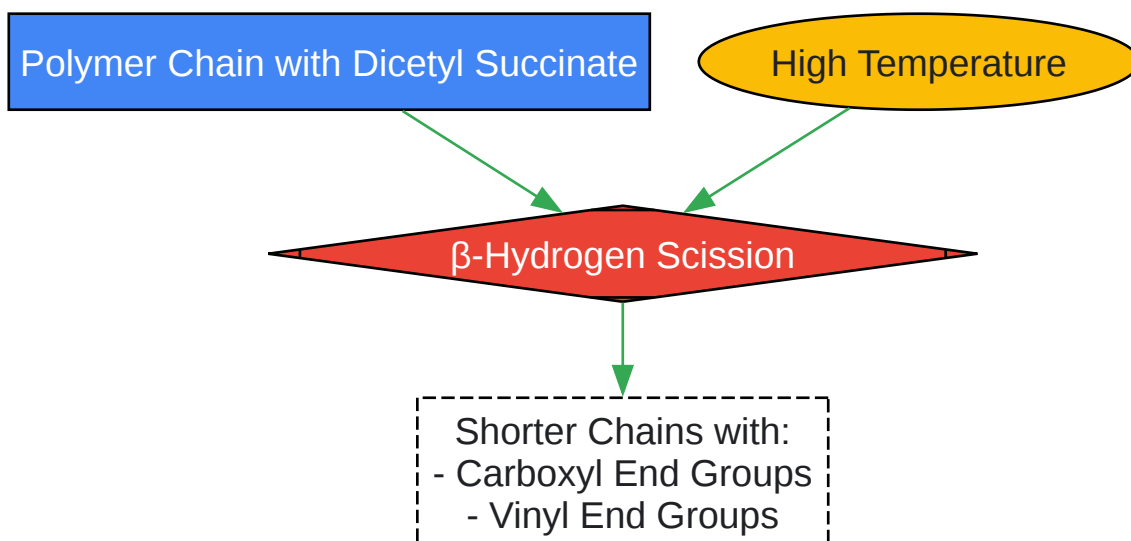 Polymer Chain with Dicetyl Succinate
High Temperature
β-Hydrogen Scission
Shorter Chains with:
- Carboxyl End Groups
- Vinyl End Groups